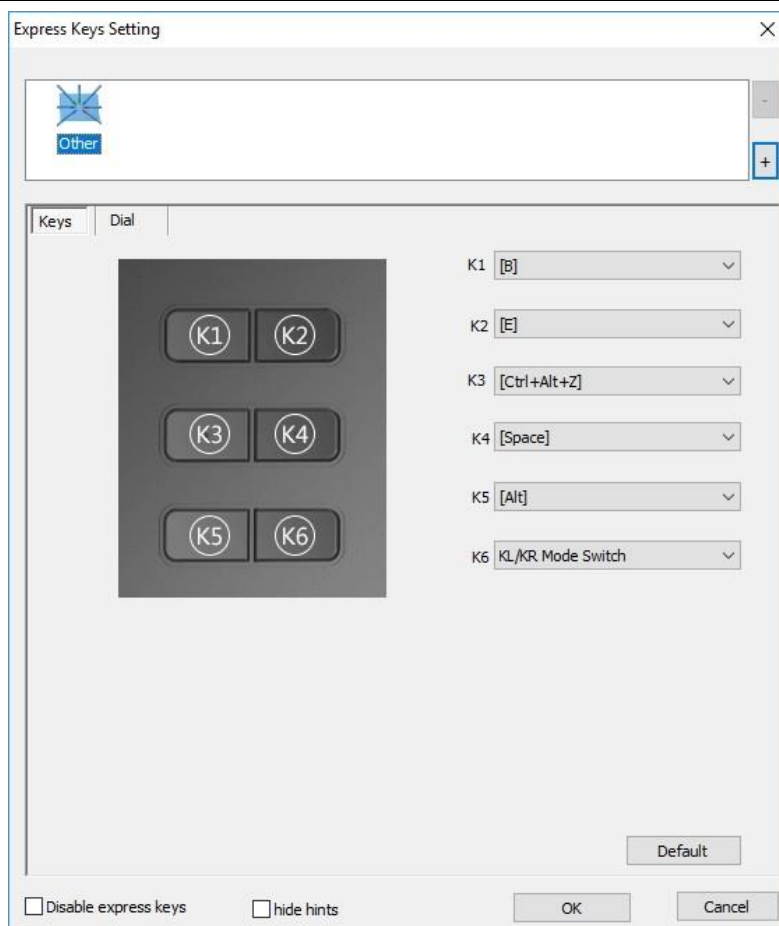 Express Keys Setting
-
Other
+
Keys Dial
K1 K2
K3 K4
K5 K6
K1 [B]
K2 [E]
K3 [Ctrl+Alt+Z]
K4 [Space]
K5 [Alt]
K6 KL/KR Mode Switch
Default
Disable express keys hide hints OK Cancel